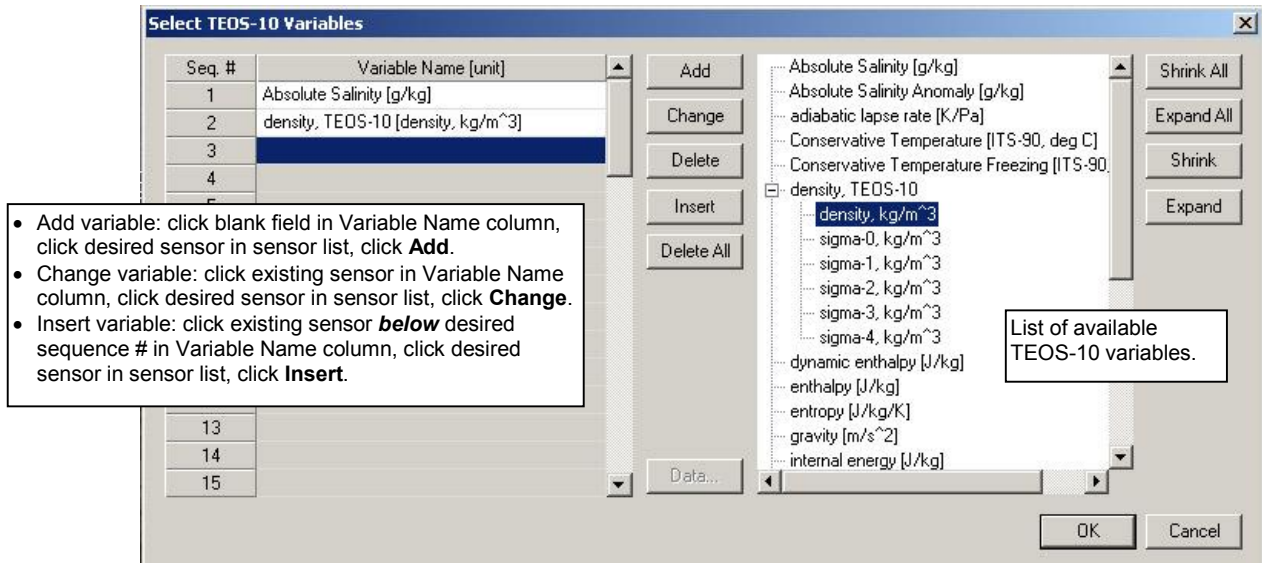 Select TEOS-10 Variables
Seq. #
Variable Name [unit]
1
Absolute Salinity [g/kg]
2
density, TEOS-10 [density, kg/m^3]
3
4
13
14
15
• Add variable: click blank field in Variable Name column,
click desired sensor in sensor list, click Add.
• Change variable: click existing sensor in Variable Name
column, click desired sensor in sensor list, click Change.
• Insert variable: click existing sensor below desired
sequence # in Variable Name column, click desired
sensor in sensor list, click Insert.
Add
Change
Delete
Insert
Delete All
Data...
Absolute Salinity [g/kg]
Absolute Salinity Anomaly [g/kg]
adiabatic lapse rate [K/Pa]
Conservative Temperature [ITS-90, deg C]
Conservative Temperature Freezing [ITS-90,
density, TEOS-10
density, kg/m^3
sigma-0, kg/m^3
sigma-1, kg/m^3
sigma-2, kg/m^3
sigma-3, kg/m^3
sigma-4, kg/m^3
dynamic enthalpy [J/kg]
enthalpy [J/kg]
entropy [J/kg/K]
gravity [m/s^2]
internal energy [J/kg]
List of available
TEOS-10 variables.
Shrink All
Expand All
Shrink
Expand
OK
Cancel